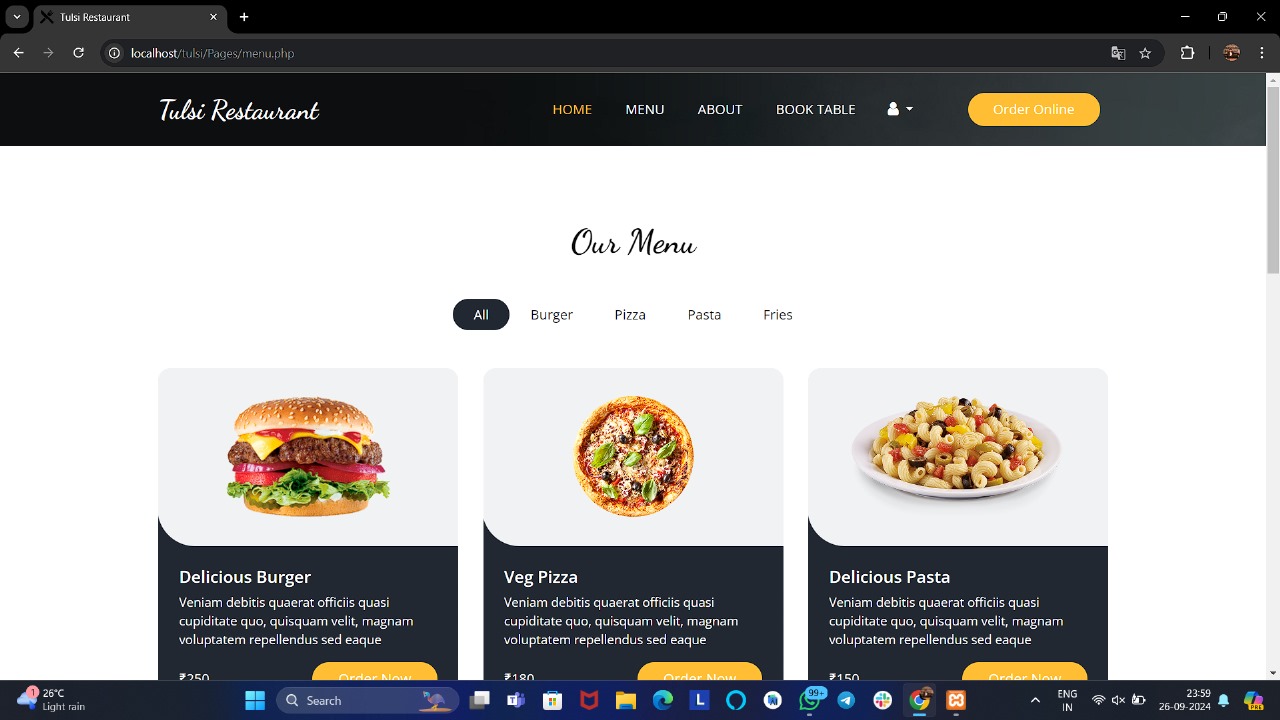 Tulsi Restaurant
localhost/tulsi/Pages/menu.php
Tulsi Restaurant
HOME MENU ABOUT BOOK TABLE Order Online
Our Menu
All Burger Pizza Pasta Fries
Delicious Burger
Veniam debitis quaerat officiis quasi
cupiditate quo, quisquam velit, magnam
voluptatem repellendus sed eaque
₹250 Order Now
Veg Pizza
Veniam debitis quaerat officiis quasi
cupiditate quo, quisquam velit, magnam
voluptatem repellendus sed eaque
₹180 Order Now
Delicious Pasta
Veniam debitis quaerat officiis quasi
cupiditate quo, quisquam velit, magnam
voluptatem repellendus sed eaque
₹150 Order Now
1
26°C
Light rain
Search
L
99+
ENG
IN
23:59
26-09-2024
PRE